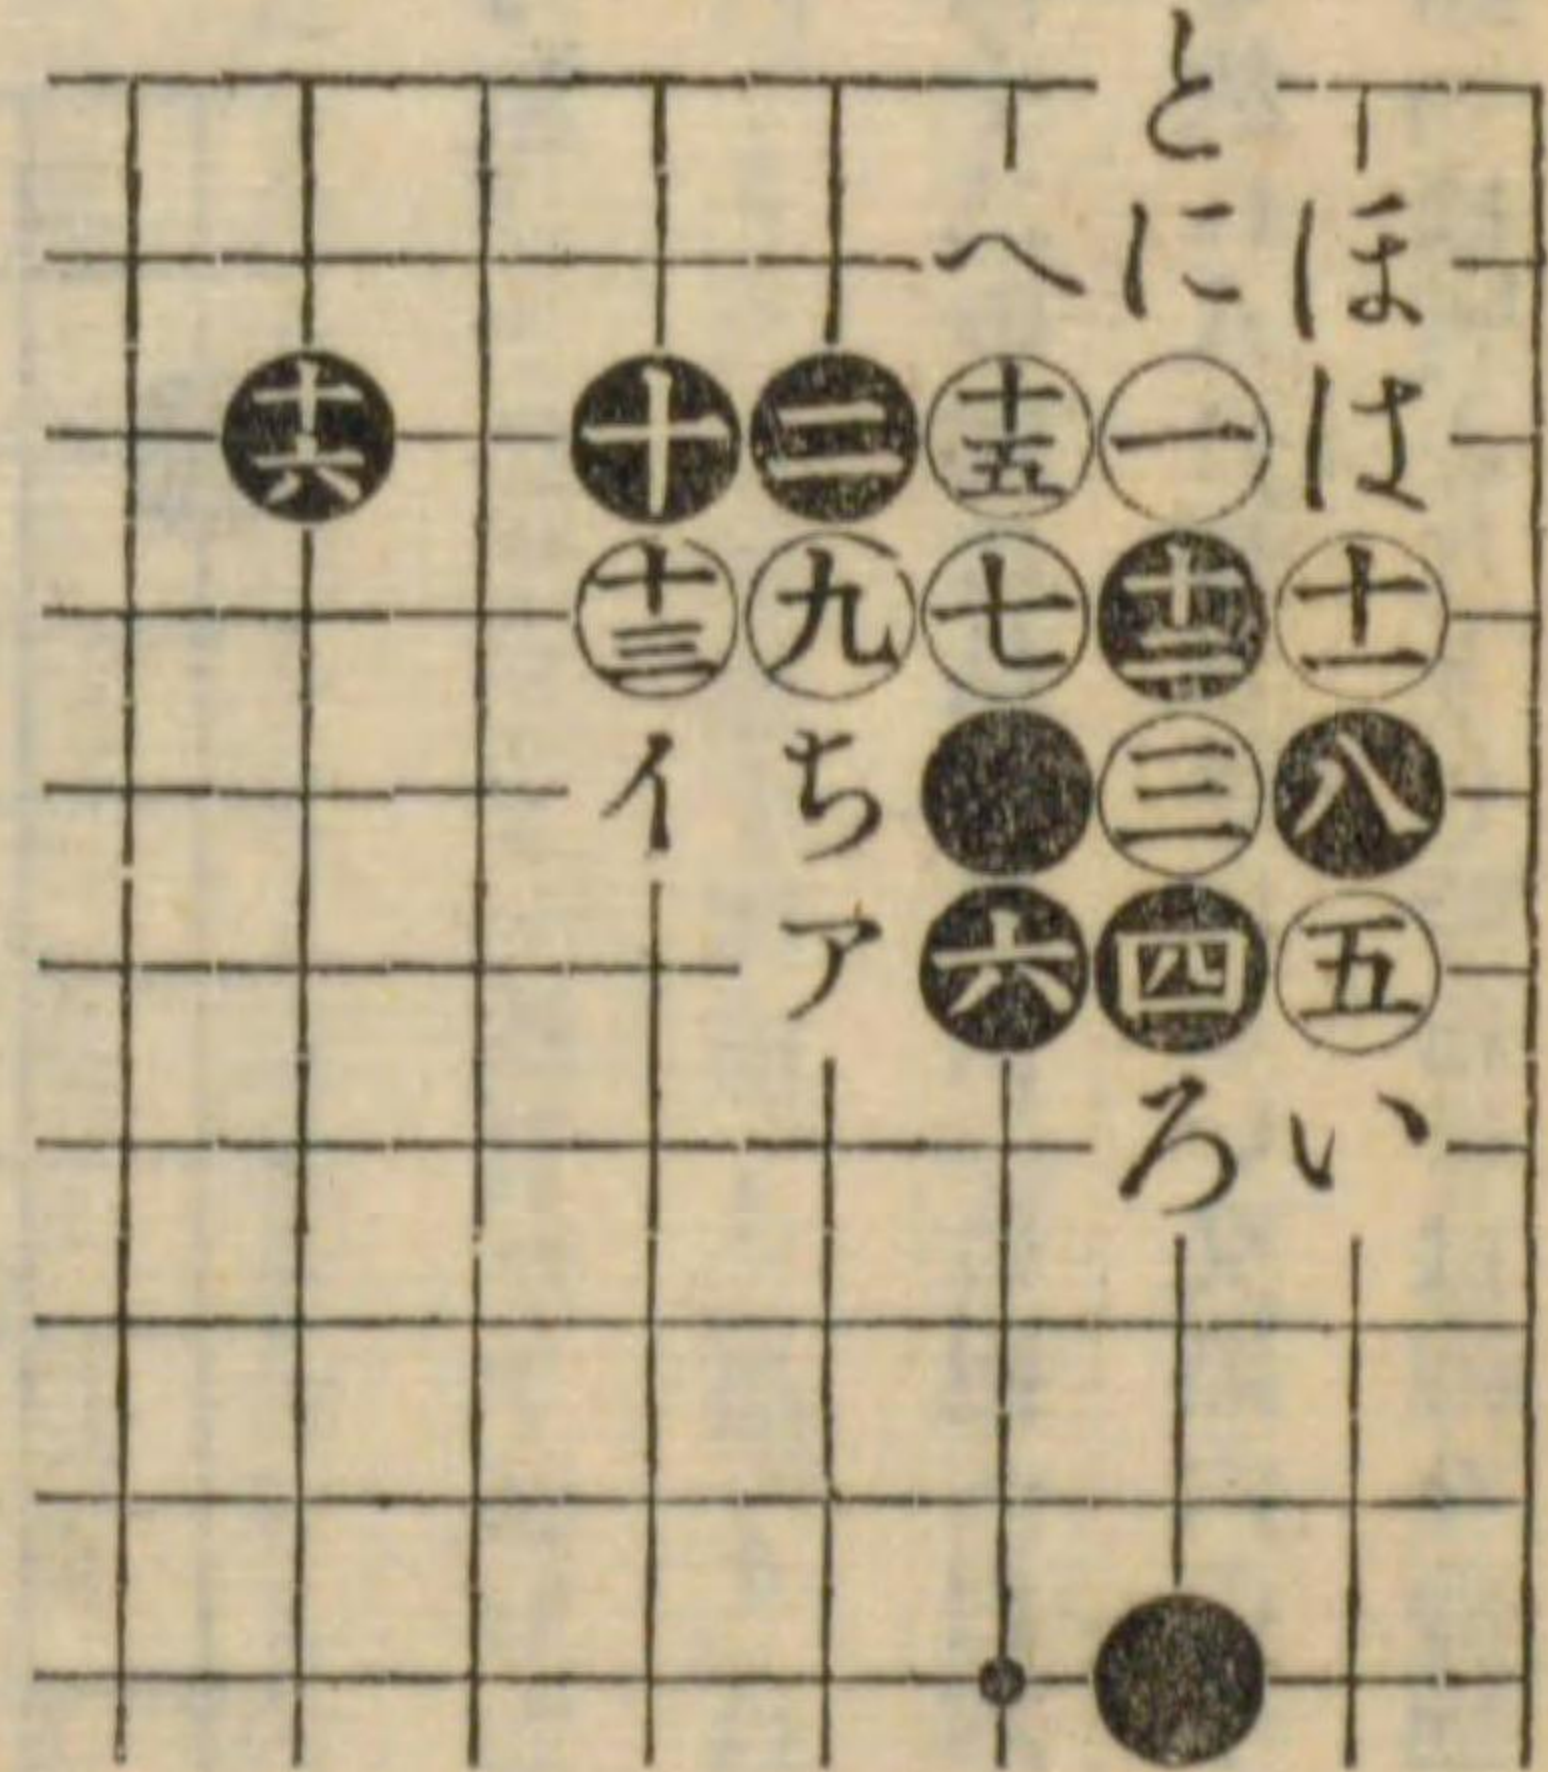 と
へにほ
十六 十 二 十五 一 は
十三 九 七 十二 十一
イ ち 三 八
ア 六 四 五
ろい